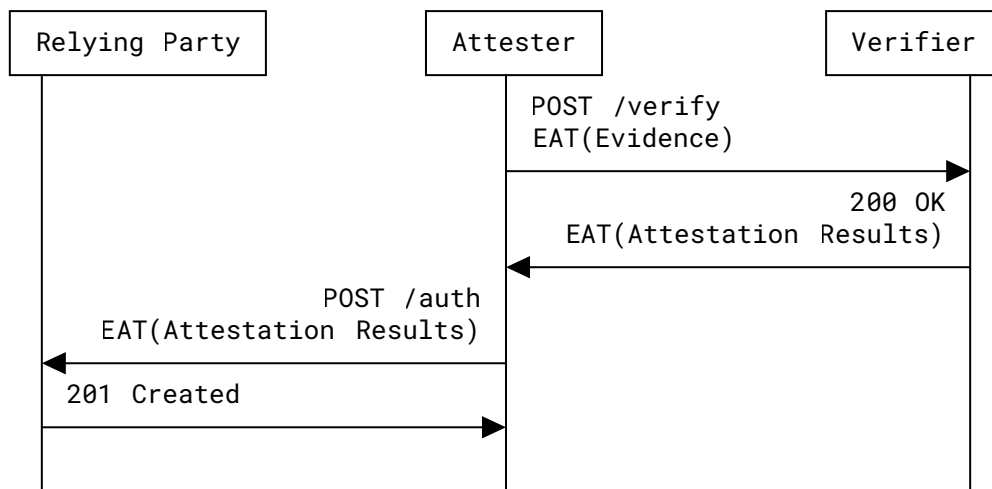 Relying Party
Attester
Verifier
POST /verify
EAT(Evidence)
200 OK
EAT(Attestation Results)
POST /auth
EAT(Attestation Results)
201 Created